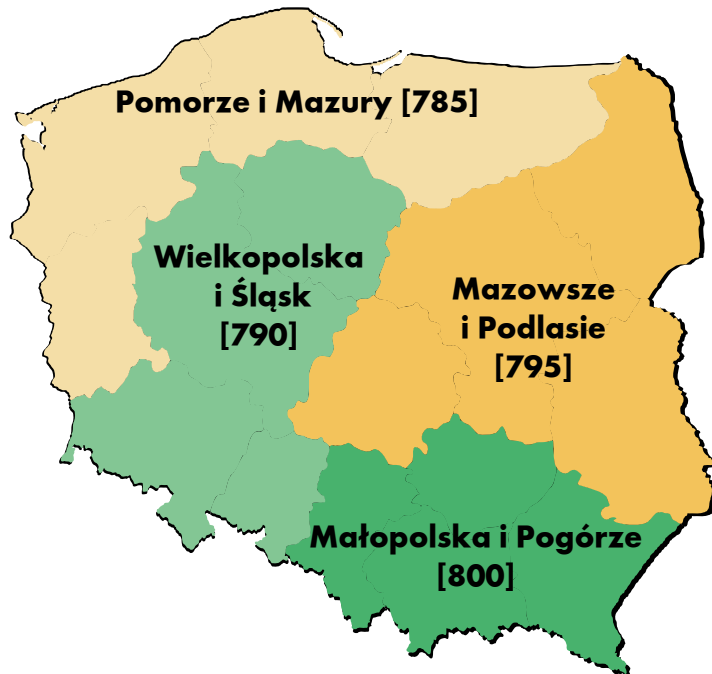 Pomorze i Mazury [785]
Wielkopolska
i Śląsk
[790]
Mazowsze
i Podlasie
[795]
Małopolska i Pogórze
[800]